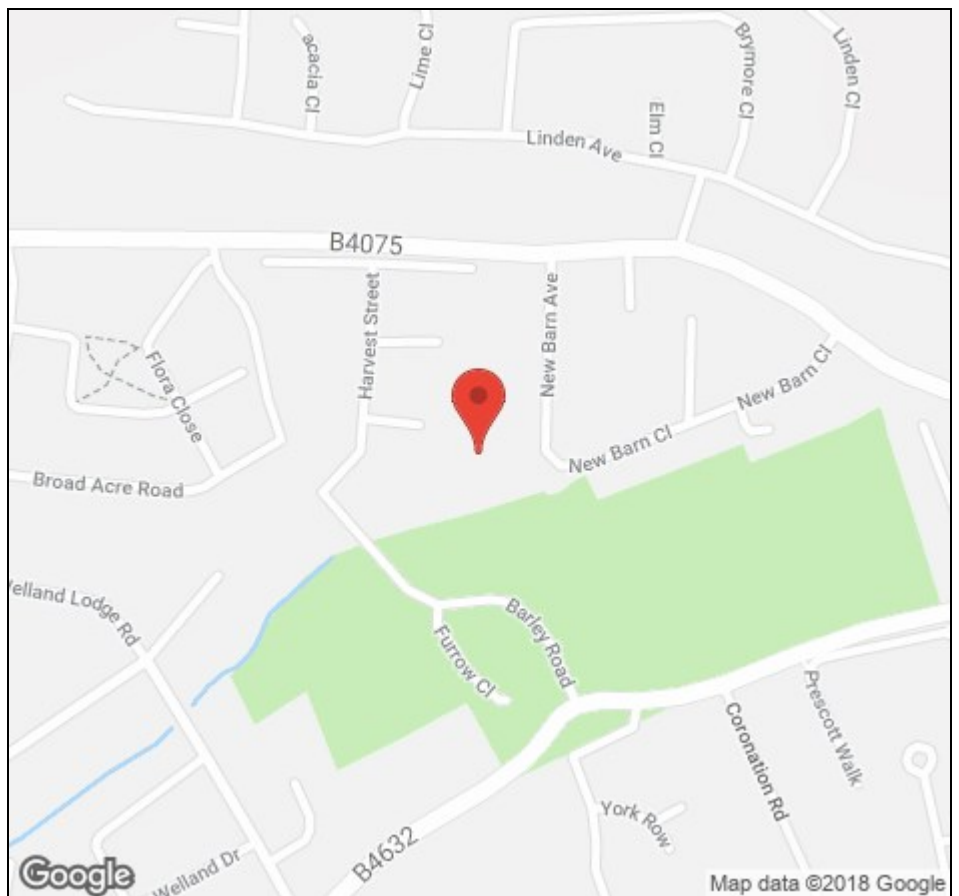 acacia Cl
Lime Cl
Brymore Cl
Linden Cl
Elm Cl
Linden Ave
B4075
Harvest Street
New Barn Ave
Flora Close
New Barn Cl
New Barn Cl
Broad Acre Road
elland Lodge Rd
Barley Road
Furrow Cl
Prescott Walk
Coronation Rd
York Row
B4632
Welland Dr
Google
Map data ©2018 Google